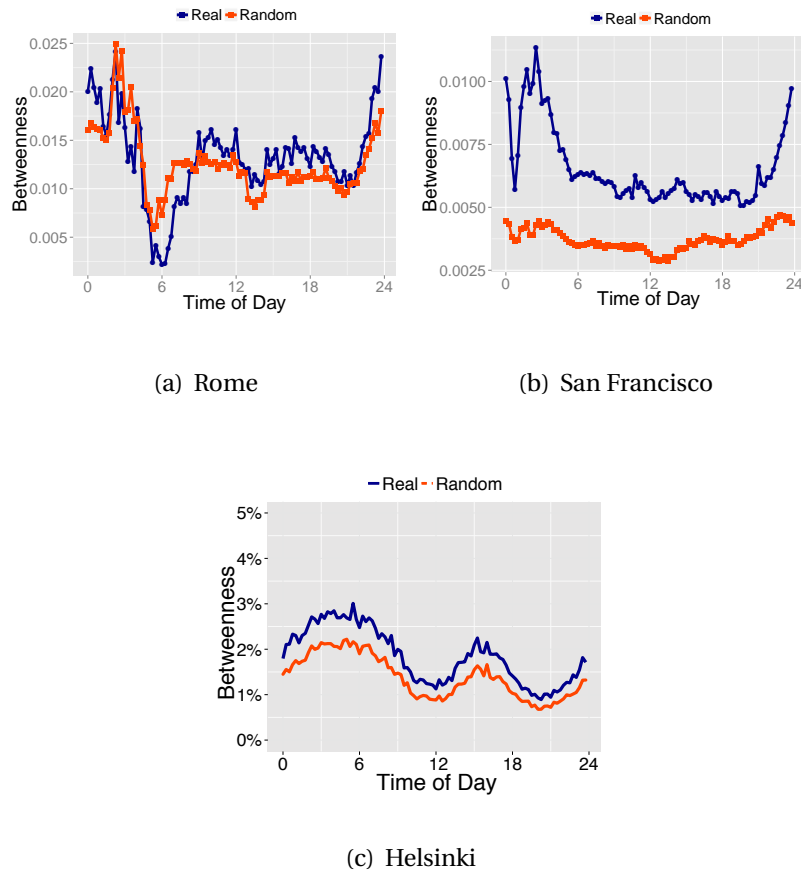 Real Random
0.025
0.020
0.015
0.010
0.005
Betweenness
0 6 12 18 24
Time of Day
(a) Rome
Real Random
0.0100
0.0075
0.0050
0.0025
Betweenness
0 6 12 18 24
Time of Day
(b) San Francisco
Real Random
5%
4%
3%
2%
1%
0%
Betweenness
0 6 12 18 24
Time of Day
(c) Helsinki